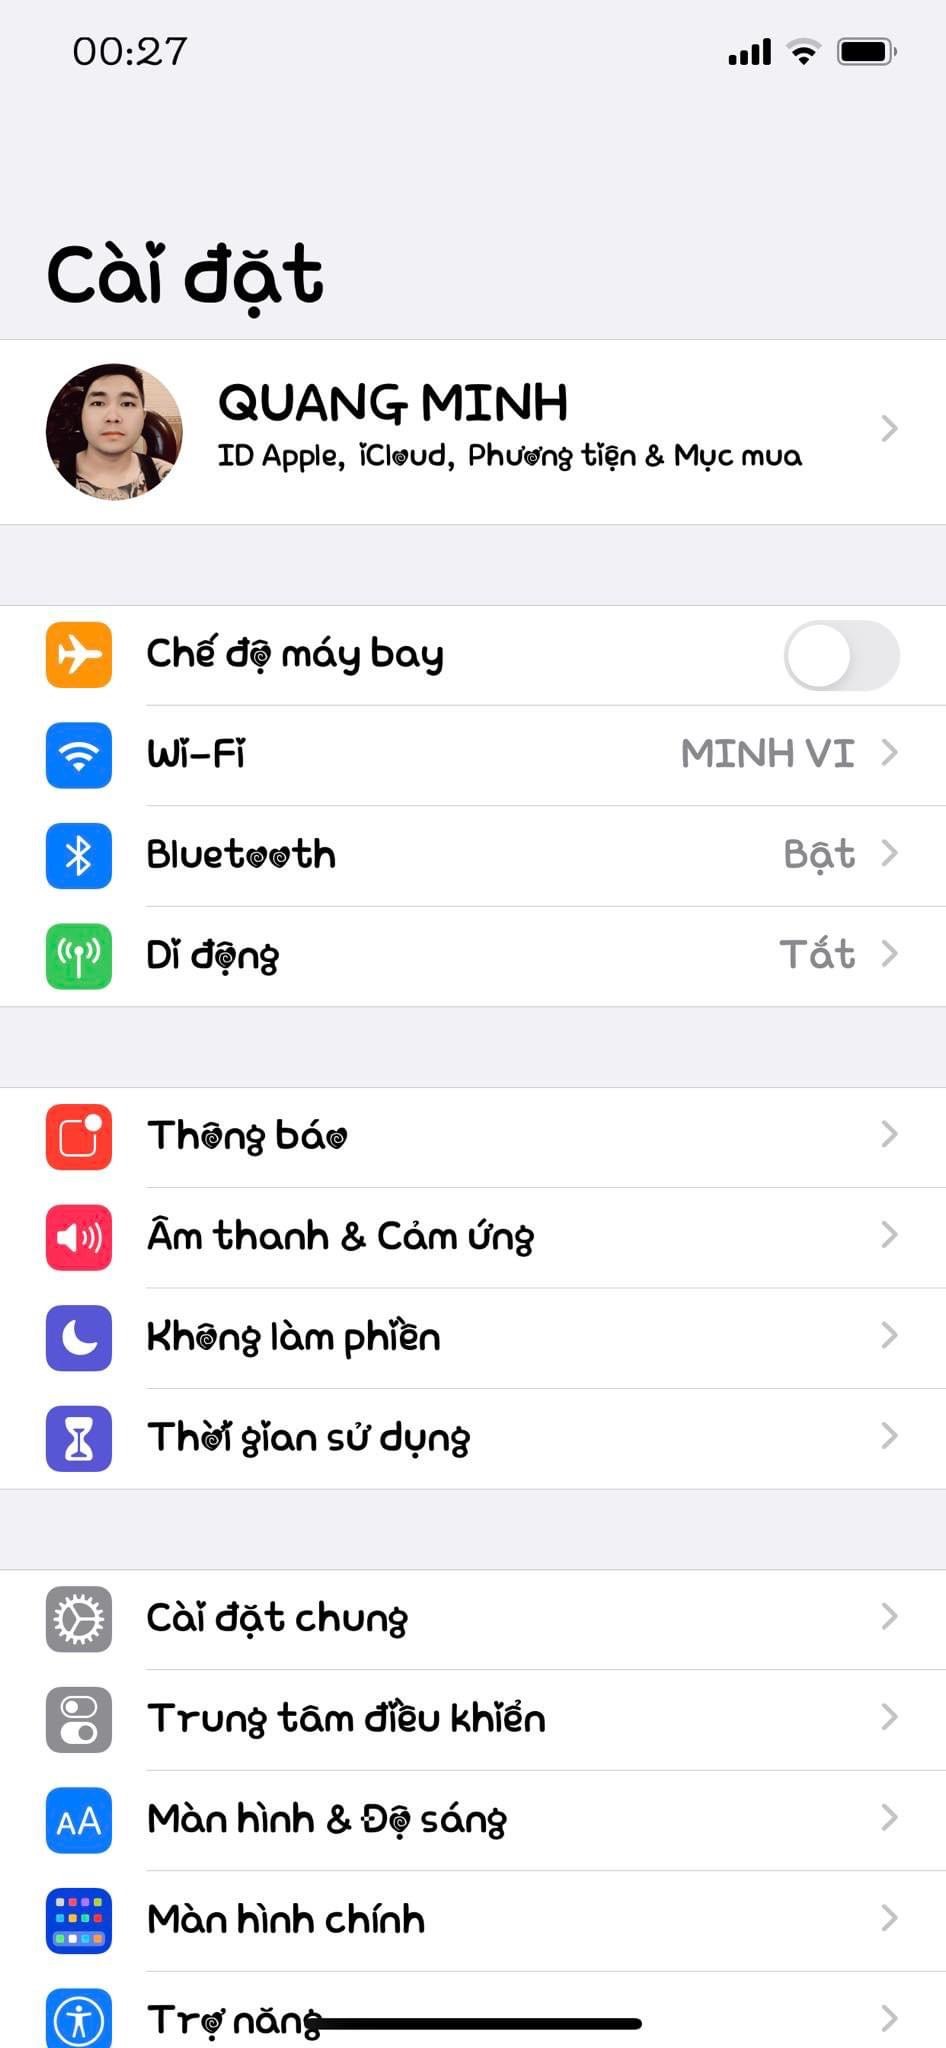 00:27
Cài đặt
QUANG MINH
ID Apple, iCloud, Phương tiện & Mục mua
Chế độ máy bay
Wi-Fi MINH VI
Bluetooth Bật
Di động Tắt
Thông báo
Âm thanh & Cảm ứng
Không làm phiền
Thời gian sử dụng
Cài đặt chung
Trung tâm điều khiển
AA Màn hình & Độ sáng
Màn hình chính
Trợ năng